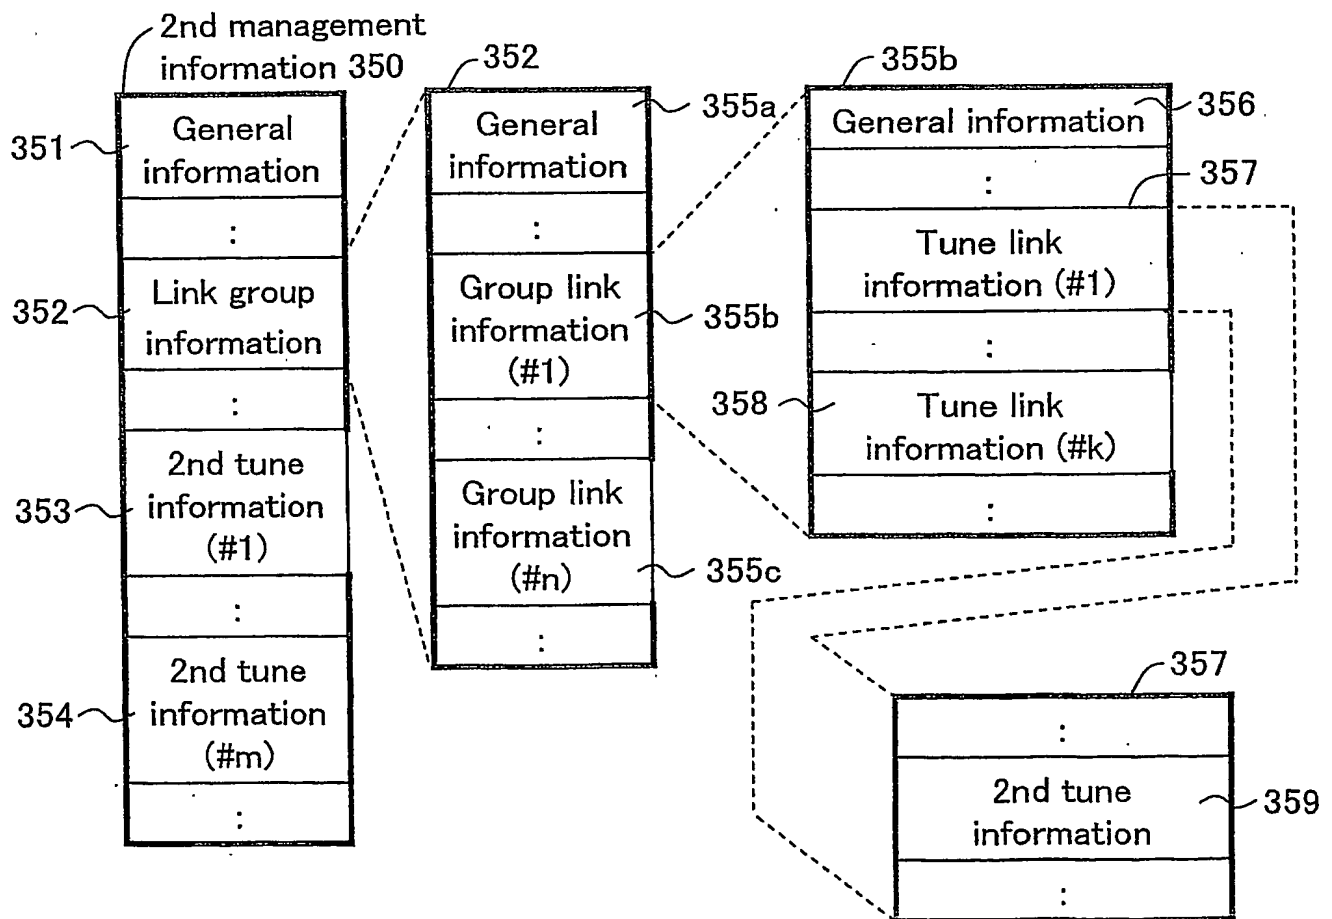 2nd management
information 350
351
General
information
:
352
Link group
information
:
353
2nd tune
information
(#1)
:
354
2nd tune
information
(#m)
:
352
355a
General
information
:
Group link
information
(#1)
355b
:
Group link
information
(#n)
355c
:
355b
356
General information
:
357
Tune link
information (#1)
:
358
Tune link
information (#k)
:
357
:
2nd tune
information
359
: